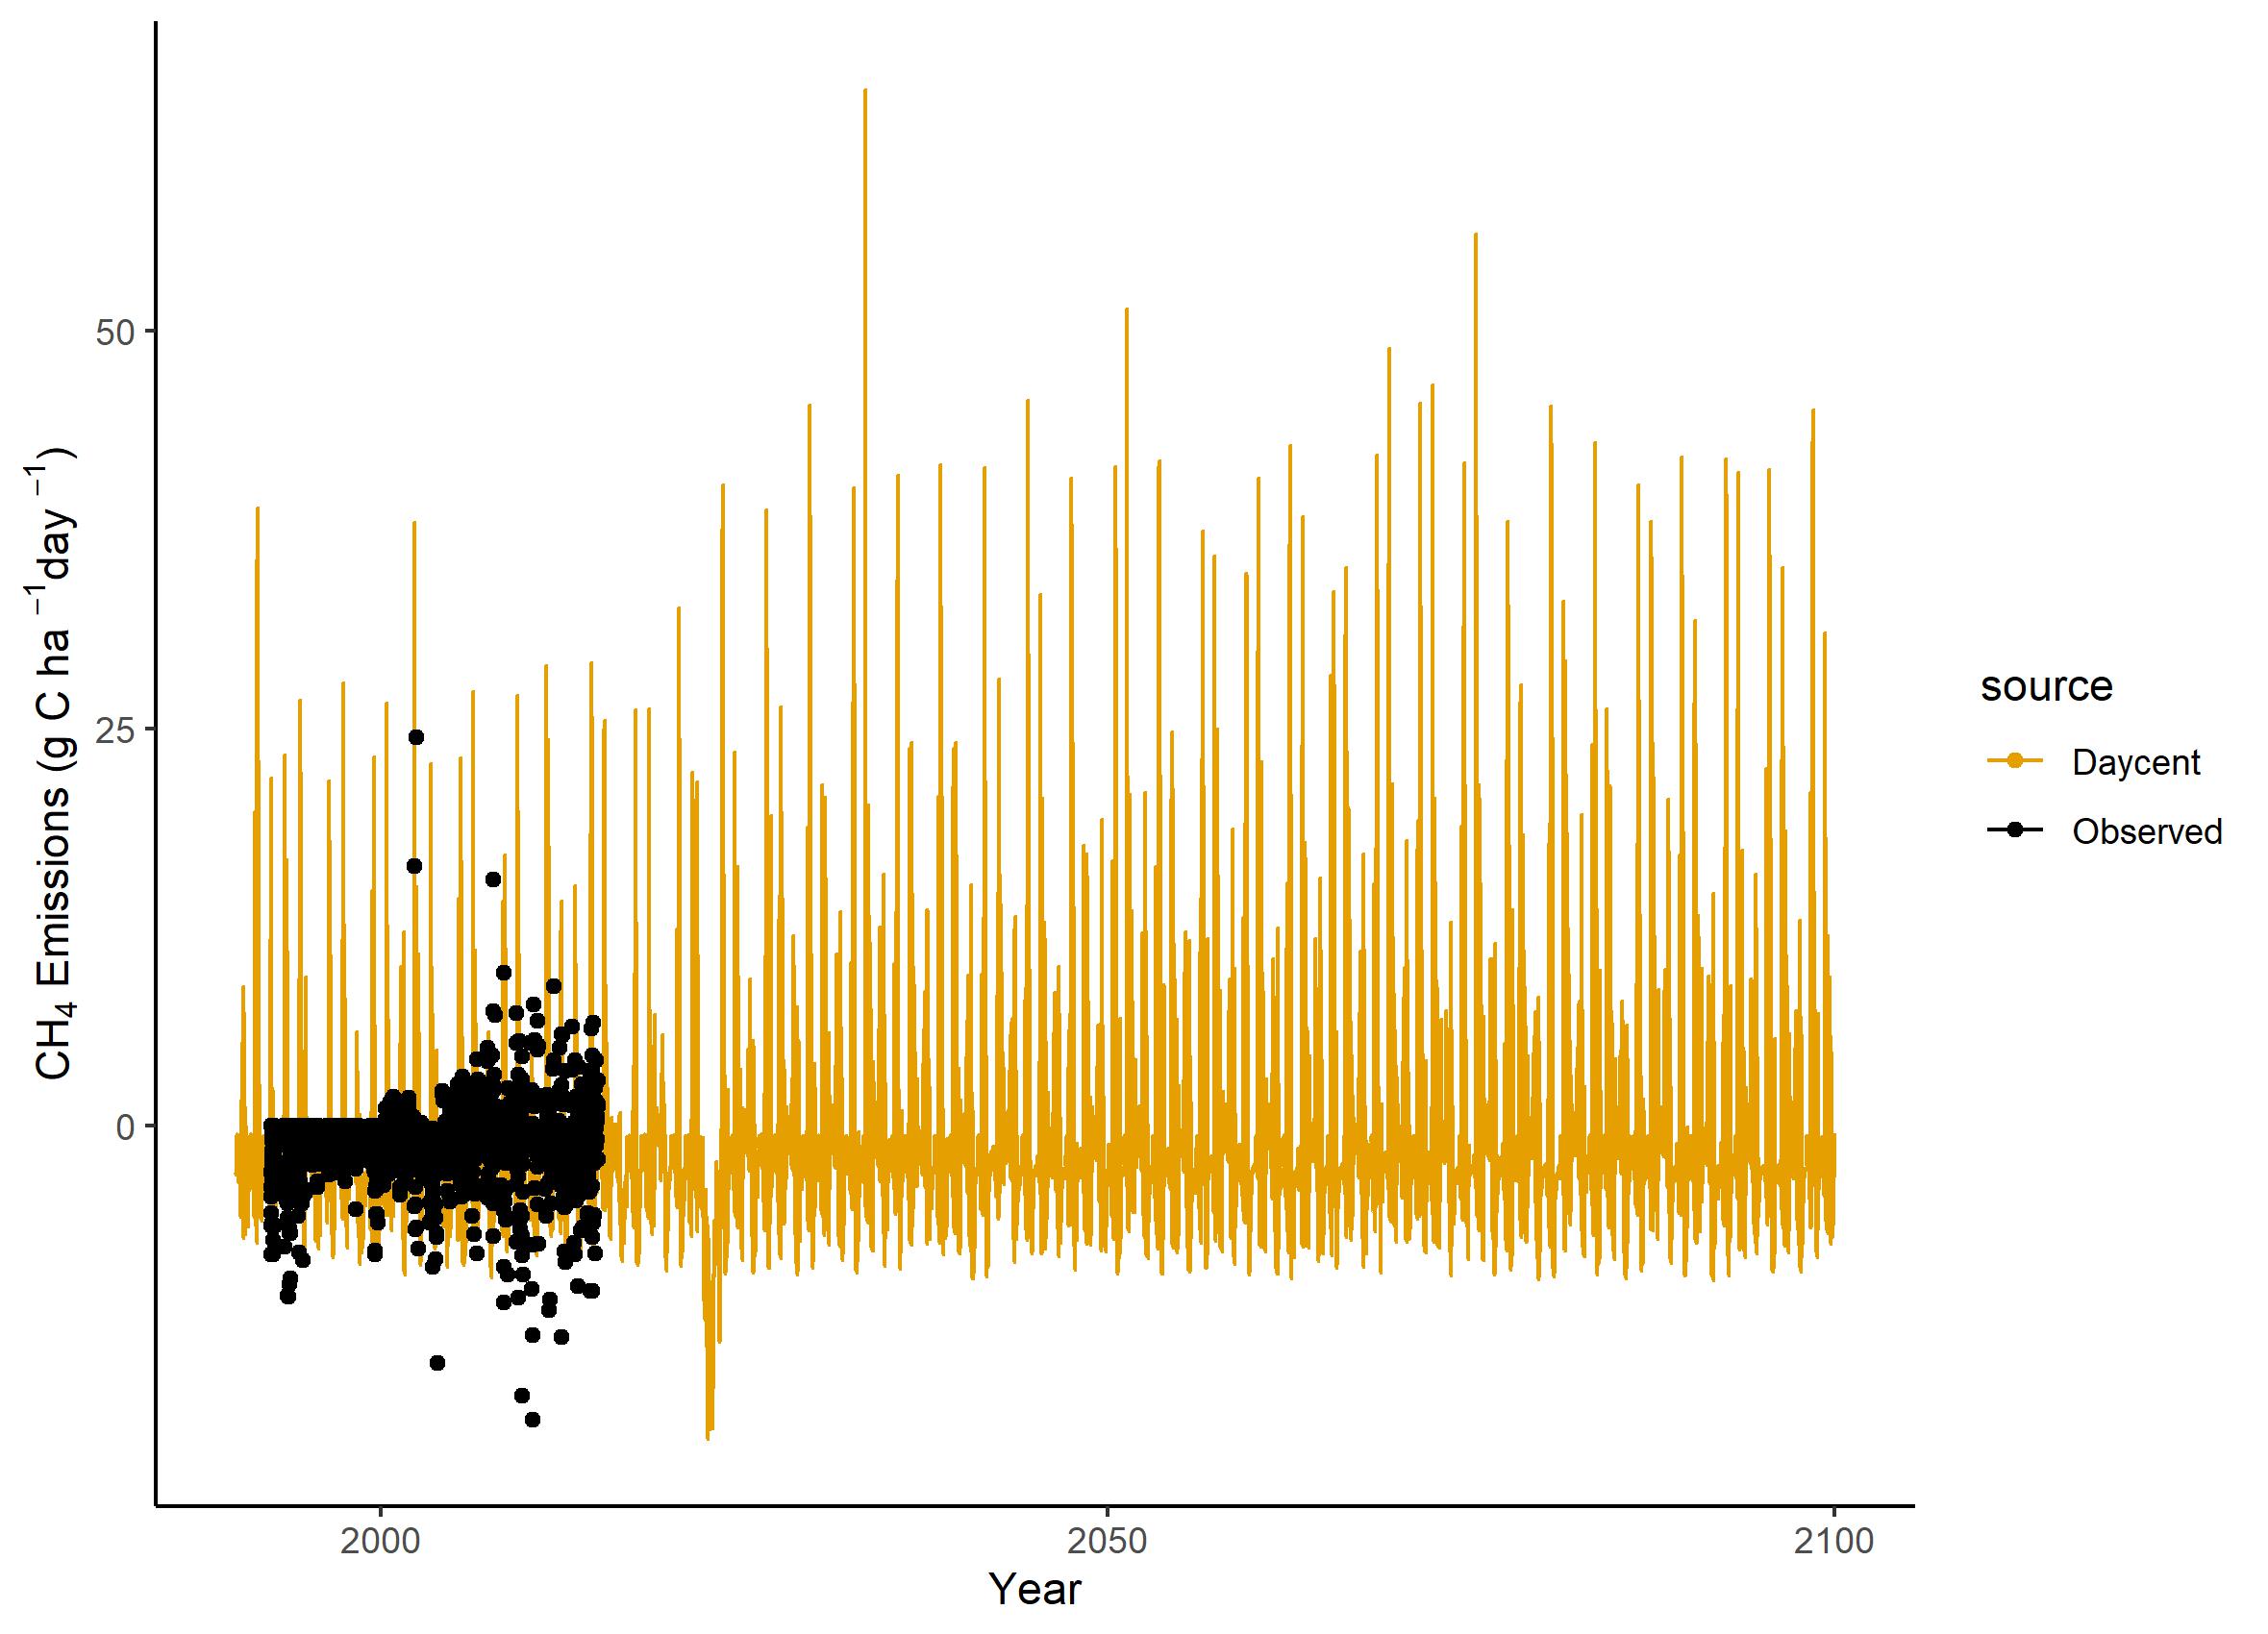 CH₄ Emissions (g C ha ⁻¹day ⁻¹)
50
25
0
2000
2050
2100
Year
source
Daycent
Observed